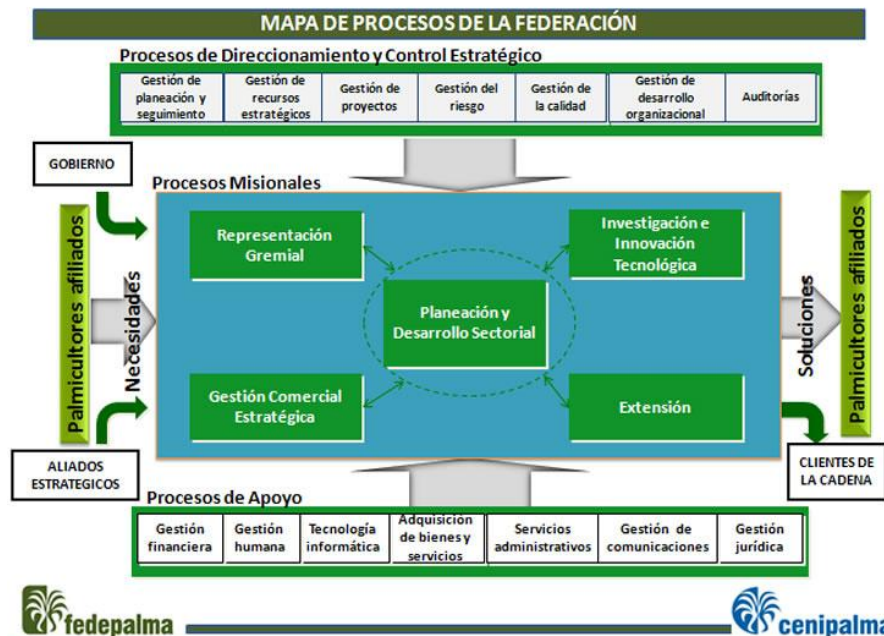 MAPA DE PROCESOS DE LA FEDERACIÓN
Procesos de Direccionamiento y Control Estratégico
Gestión de
planeación y
seguimiento
Gestión de
recursos
estratégicos
Gestión de
proyectos
Gestión del
riesgo
Gestión de
la calidad
Gestión de
desarrollo
organizacional
Auditorías
GOBIERNO
Procesos Misionales
Palmicultores afiliados
Necesidades
Representación
Gremial
Investigación e
Innovación
Tecnológica
Planeación y
Desarrollo Sectorial
Gestión Comercial
Estratégica
Extensión
Soluciones
Palmicultores afiliados
ALIADOS
ESTRATEGICOS
CLIENTES DE
LA CADENA
Procesos de Apoyo
Gestión
financiera
Gestión
humana
Tecnología
informática
Adquisición
de bienes y
servicios
Servicios
administrativos
Gestión de
comunicaciones
Gestión
jurídica
fedepalma
cenipalma